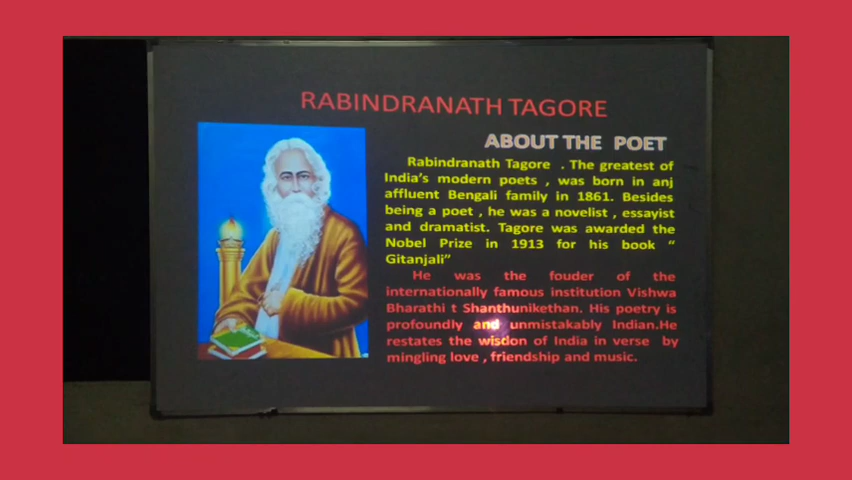 RABINDRANATH TAGORE
ABOUT THE POET
Rabindranath Tagore . The greatest of
India's modern poets , was born in anj
affluent Bengali family in 1861. Besides
being a poet , he was a novelist , essayist
and dramatist. Tagore was awarded the
Nobel Prize in 1913 for his book “
Gitanjali”
He was the fouder of the
internationally famous institution Vishwa
Bharathi t Shanthunikethan. His poetry is
profoundly and unmistakably Indian.He
restates the wisdon of India in verse by
mingling love , friendship and music.